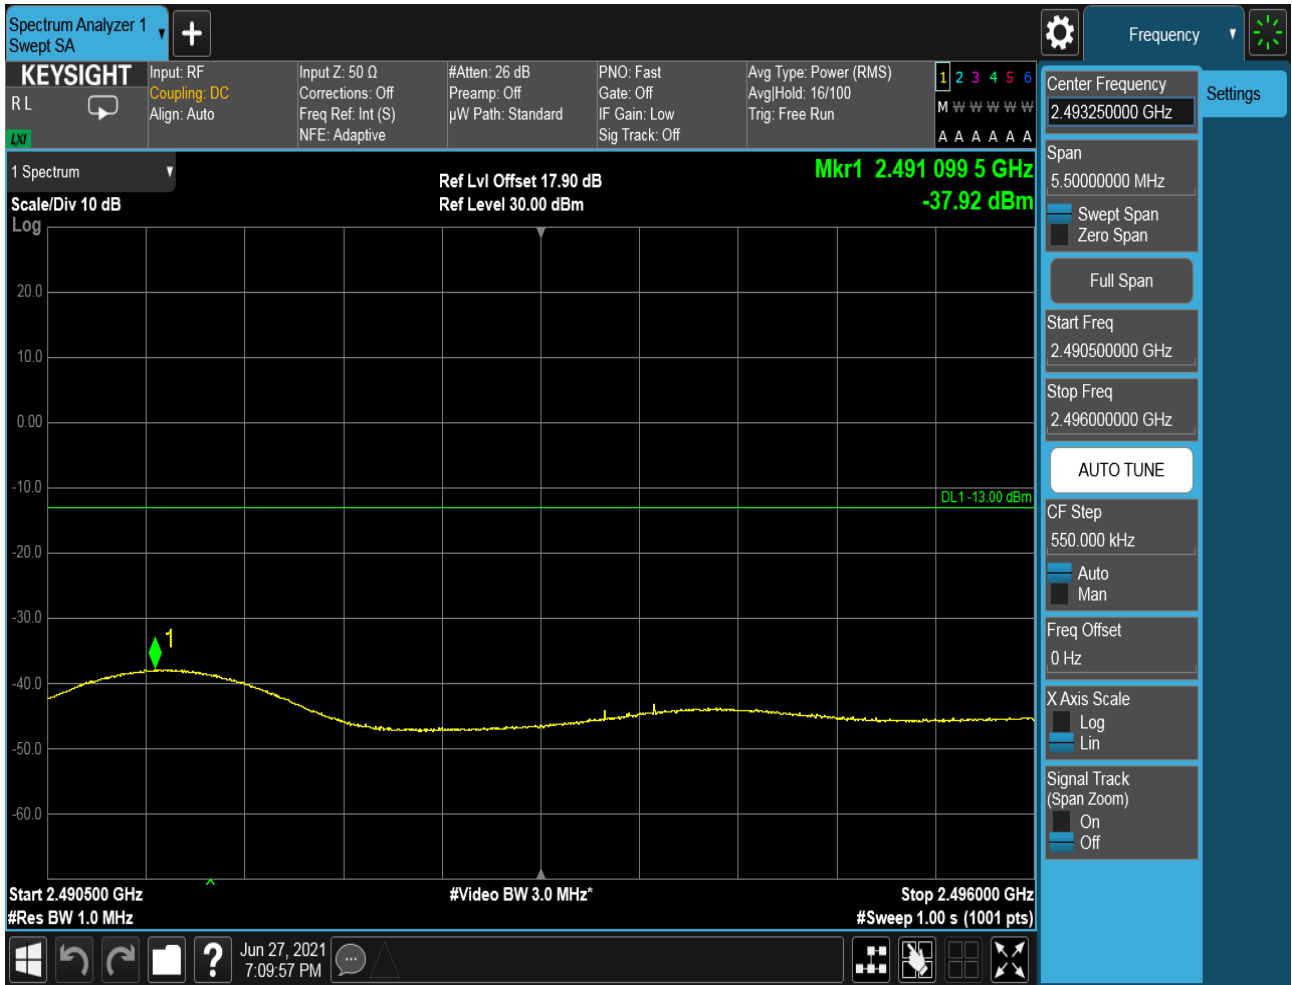 Spectrum Analyzer 1
Swept SA
Frequency
KEYSIGHT
R L
LXI
Input: RF
Coupling: DC
Align: Auto
Input Z: 50 Ω
Corrections: Off
Freq Ref: Int (S)
NFE: Adaptive
#Atten: 26 dB
Preamp: Off
µW Path: Standard
PNO: Fast
Gate: Off
IF Gain: Low
Sig Track: Off
Avg Type: Power (RMS)
Avg|Hold: 16/100
Trig: Free Run
1 2 3 4 5 6
M W W W W W
A A A A A A
1 Spectrum
Scale/Div 10 dB
Log
Ref Lvl Offset 17.90 dB
Ref Level 30.00 dBm
Mkr1 2.491 099 5 GHz
-37.92 dBm
20.0
10.0
0.00
-10.0
DL1 -13.00 dBm
-20.0
-30.0
1
-40.0
-50.0
-60.0
Start 2.490500 GHz
#Video BW 3.0 MHz*
Stop 2.496000 GHz
#Res BW 1.0 MHz
#Sweep 1.00 s (1001 pts)
Jun 27, 2021
7:09:57 PM
?
Center Frequency
2.493250000 GHz
Settings
Span
5.50000000 MHz
Swept Span
Zero Span
Full Span
Start Freq
2.490500000 GHz
Stop Freq
2.496000000 GHz
AUTO TUNE
CF Step
550.000 kHz
Auto
Man
Freq Offset
0 Hz
X Axis Scale
Log
Lin
Signal Track
(Span Zoom)
On
Off